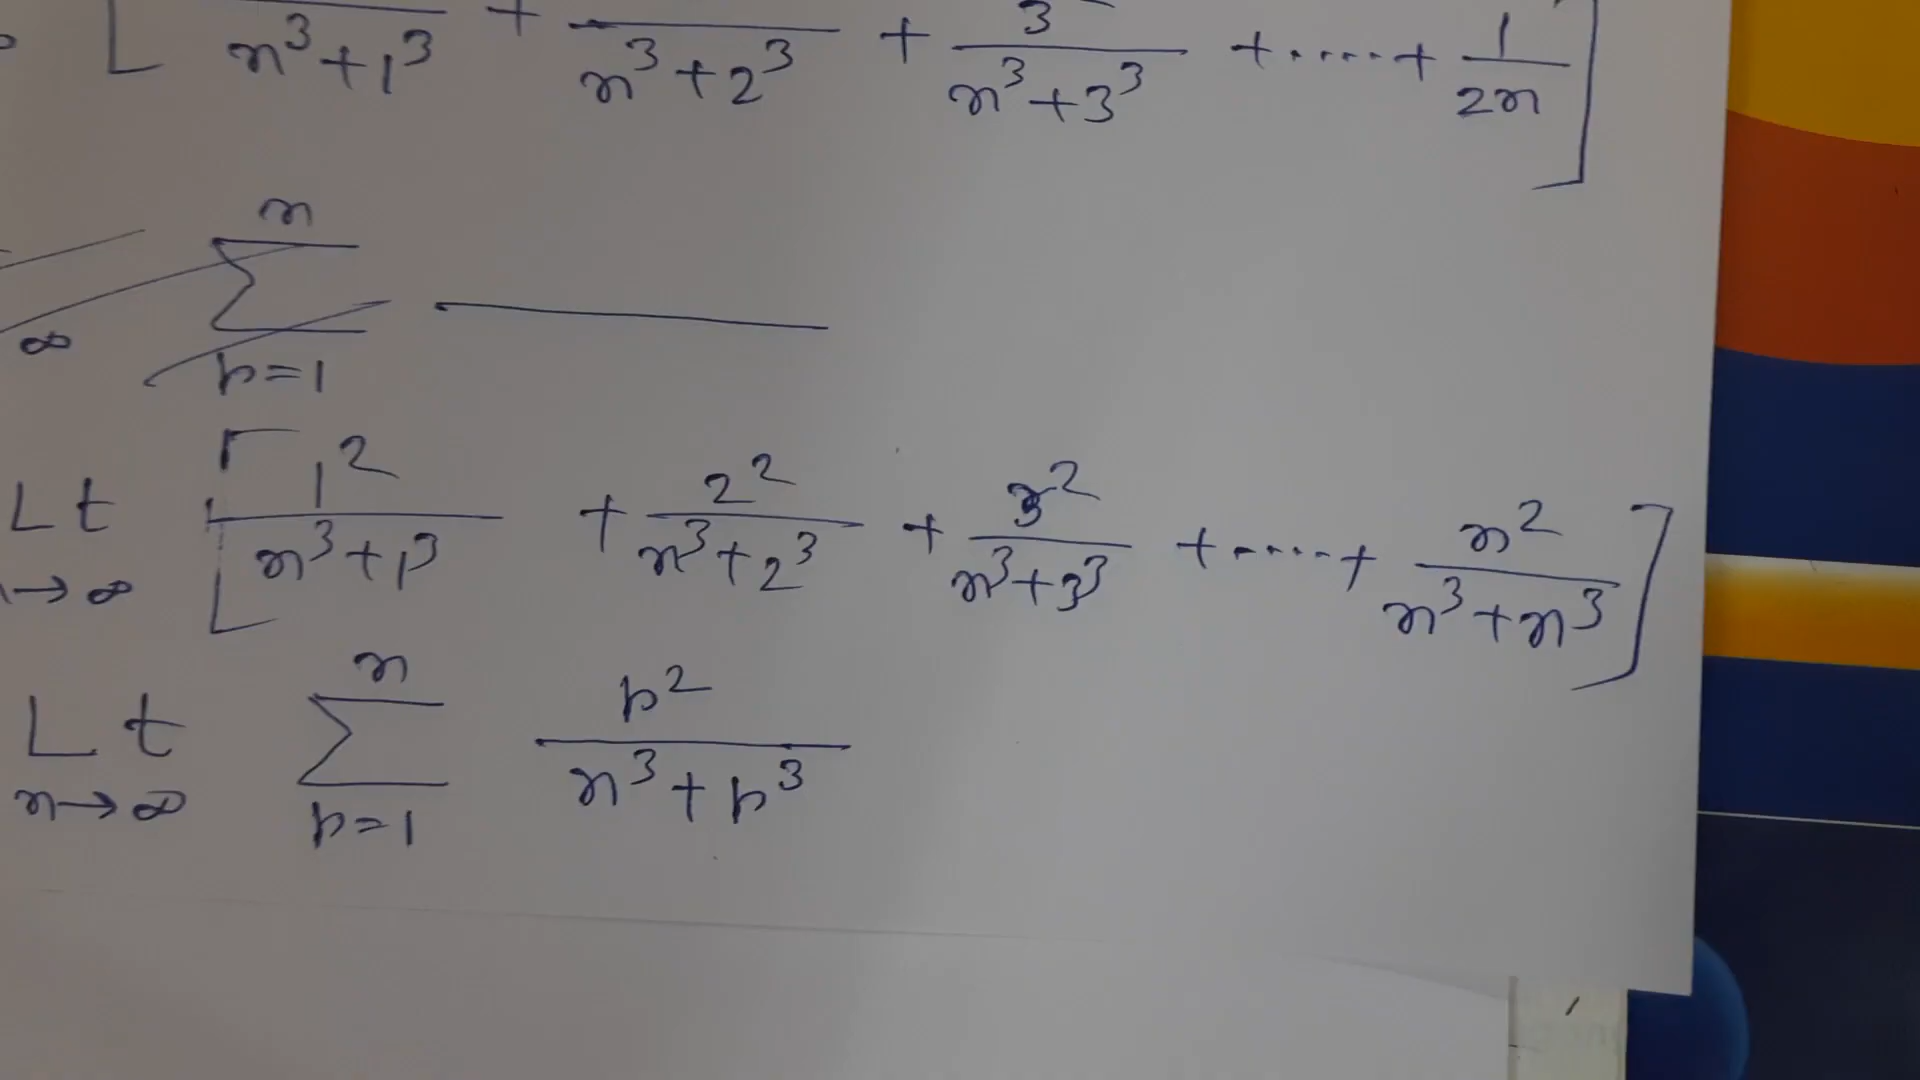 [ n³+1³ + n³+2³ + 3 / n³+3³ + ..... + 1/2n ]
∞ n Σ p=1
Lt n→∞ [ 1²/n³+1³ + 2²/n³+2³ + 3²/n³+3³ + ..... + n²/n³+n³ ]
Lt n→∞ n Σ p=1 p²/n³+p³